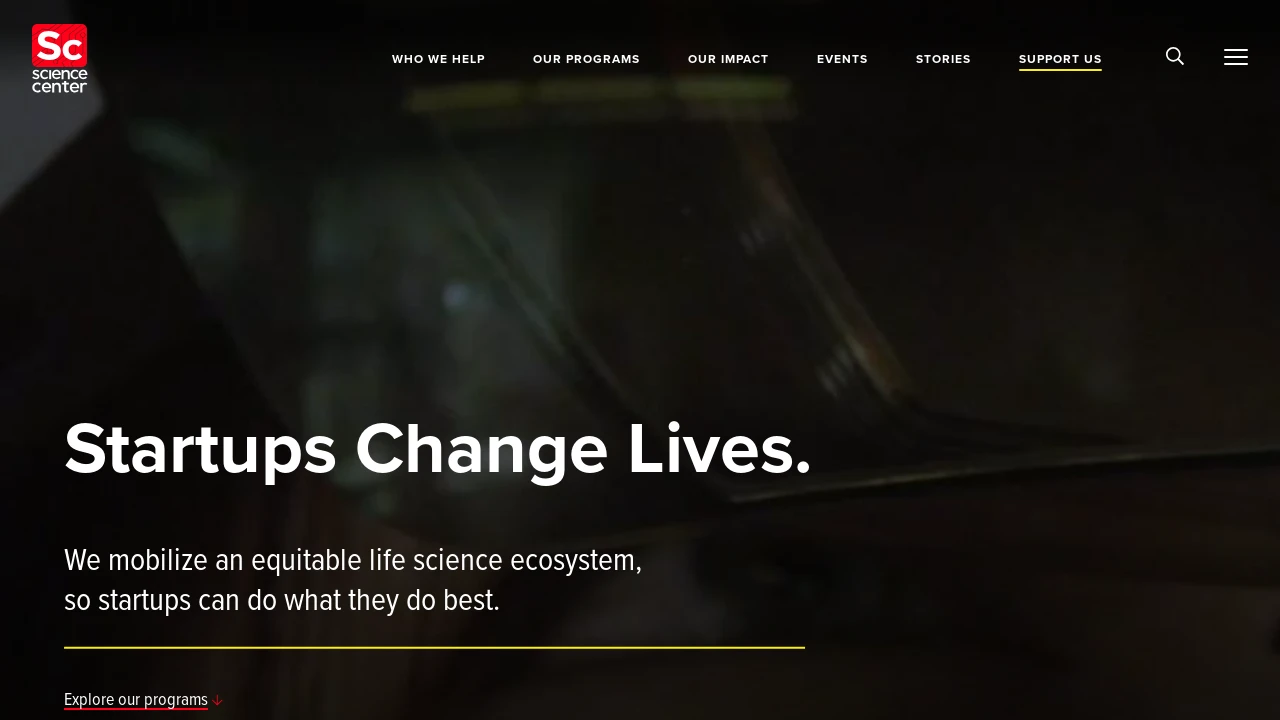 Sc
science
center
WHO WE HELP
OUR PROGRAMS
OUR IMPACT
EVENTS
STORIES
SUPPORT US
Startups Change Lives.
We mobilize an equitable life science ecosystem,
so startups can do what they do best.
Explore our programs